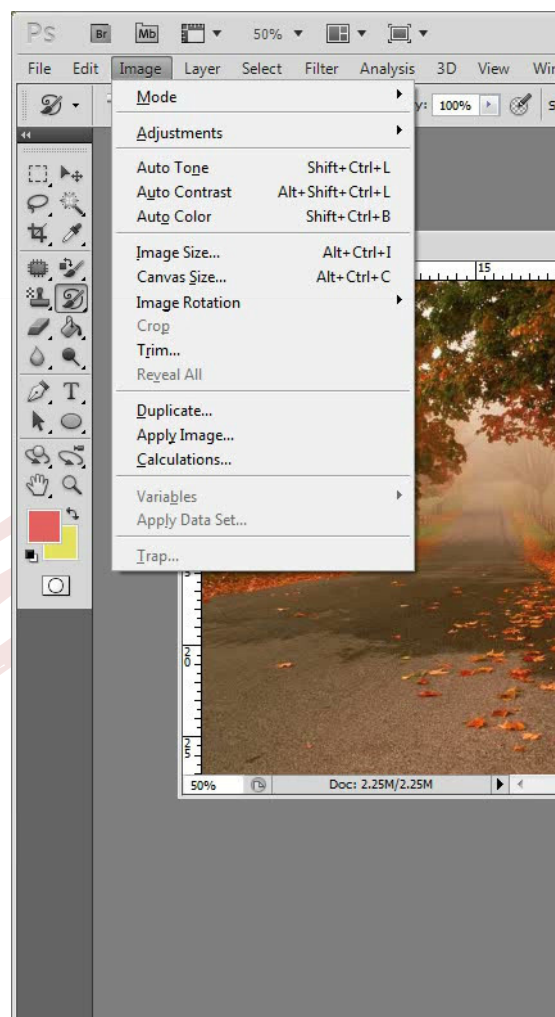 Ps Br Mb 50%
File Edit Image Layer Select Filter Analysis 3D View
y: 100%
Mode
Adjustments
Auto Tone Shift+Ctrl+L
Auto Contrast Alt+Shift+Ctrl+L
Auto Color Shift+Ctrl+B
Image Size... Alt+Ctrl+I
Canvas Size... Alt+Ctrl+C
Image Rotation
Crop
Trim...
Reveal All
Duplicate...
Apply Image...
Calculations...
Variables
Apply Data Set...
Trap...
T
15
20
25
50% Doc: 2.25M/2.25M